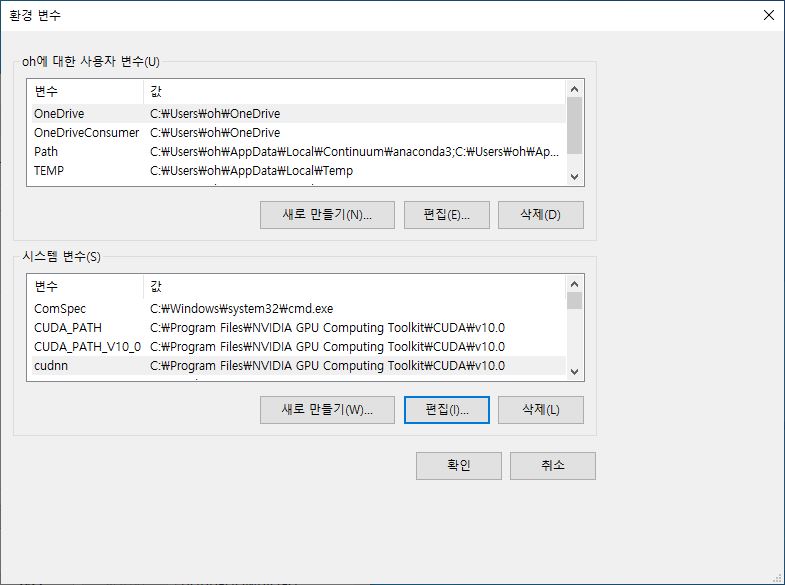 환경 변수
oh에 대한 사용자 변수(U)
변수 값
OneDrive C:₩Users₩oh₩OneDrive
OneDriveConsumer C:₩Users₩oh₩OneDrive
Path C:₩Users₩oh₩AppData₩Local₩Continuum₩anaconda3;C:₩Users₩oh₩Ap...
TEMP C:₩Users₩oh₩AppData₩Local₩Temp
새로 만들기(N)... 편집(E)... 삭제(D)
시스템 변수(S)
변수 값
ComSpec C:₩Windows₩system32₩cmd.exe
CUDA_PATH C:₩Program Files₩NVIDIA GPU Computing Toolkit₩CUDA₩v10.0
CUDA_PATH_V10_0 C:₩Program Files₩NVIDIA GPU Computing Toolkit₩CUDA₩v10.0
cudnn C:₩Program Files₩NVIDIA GPU Computing Toolkit₩CUDA₩v10.0
새로 만들기(W)... 편집(I)... 삭제(L)
확인 취소